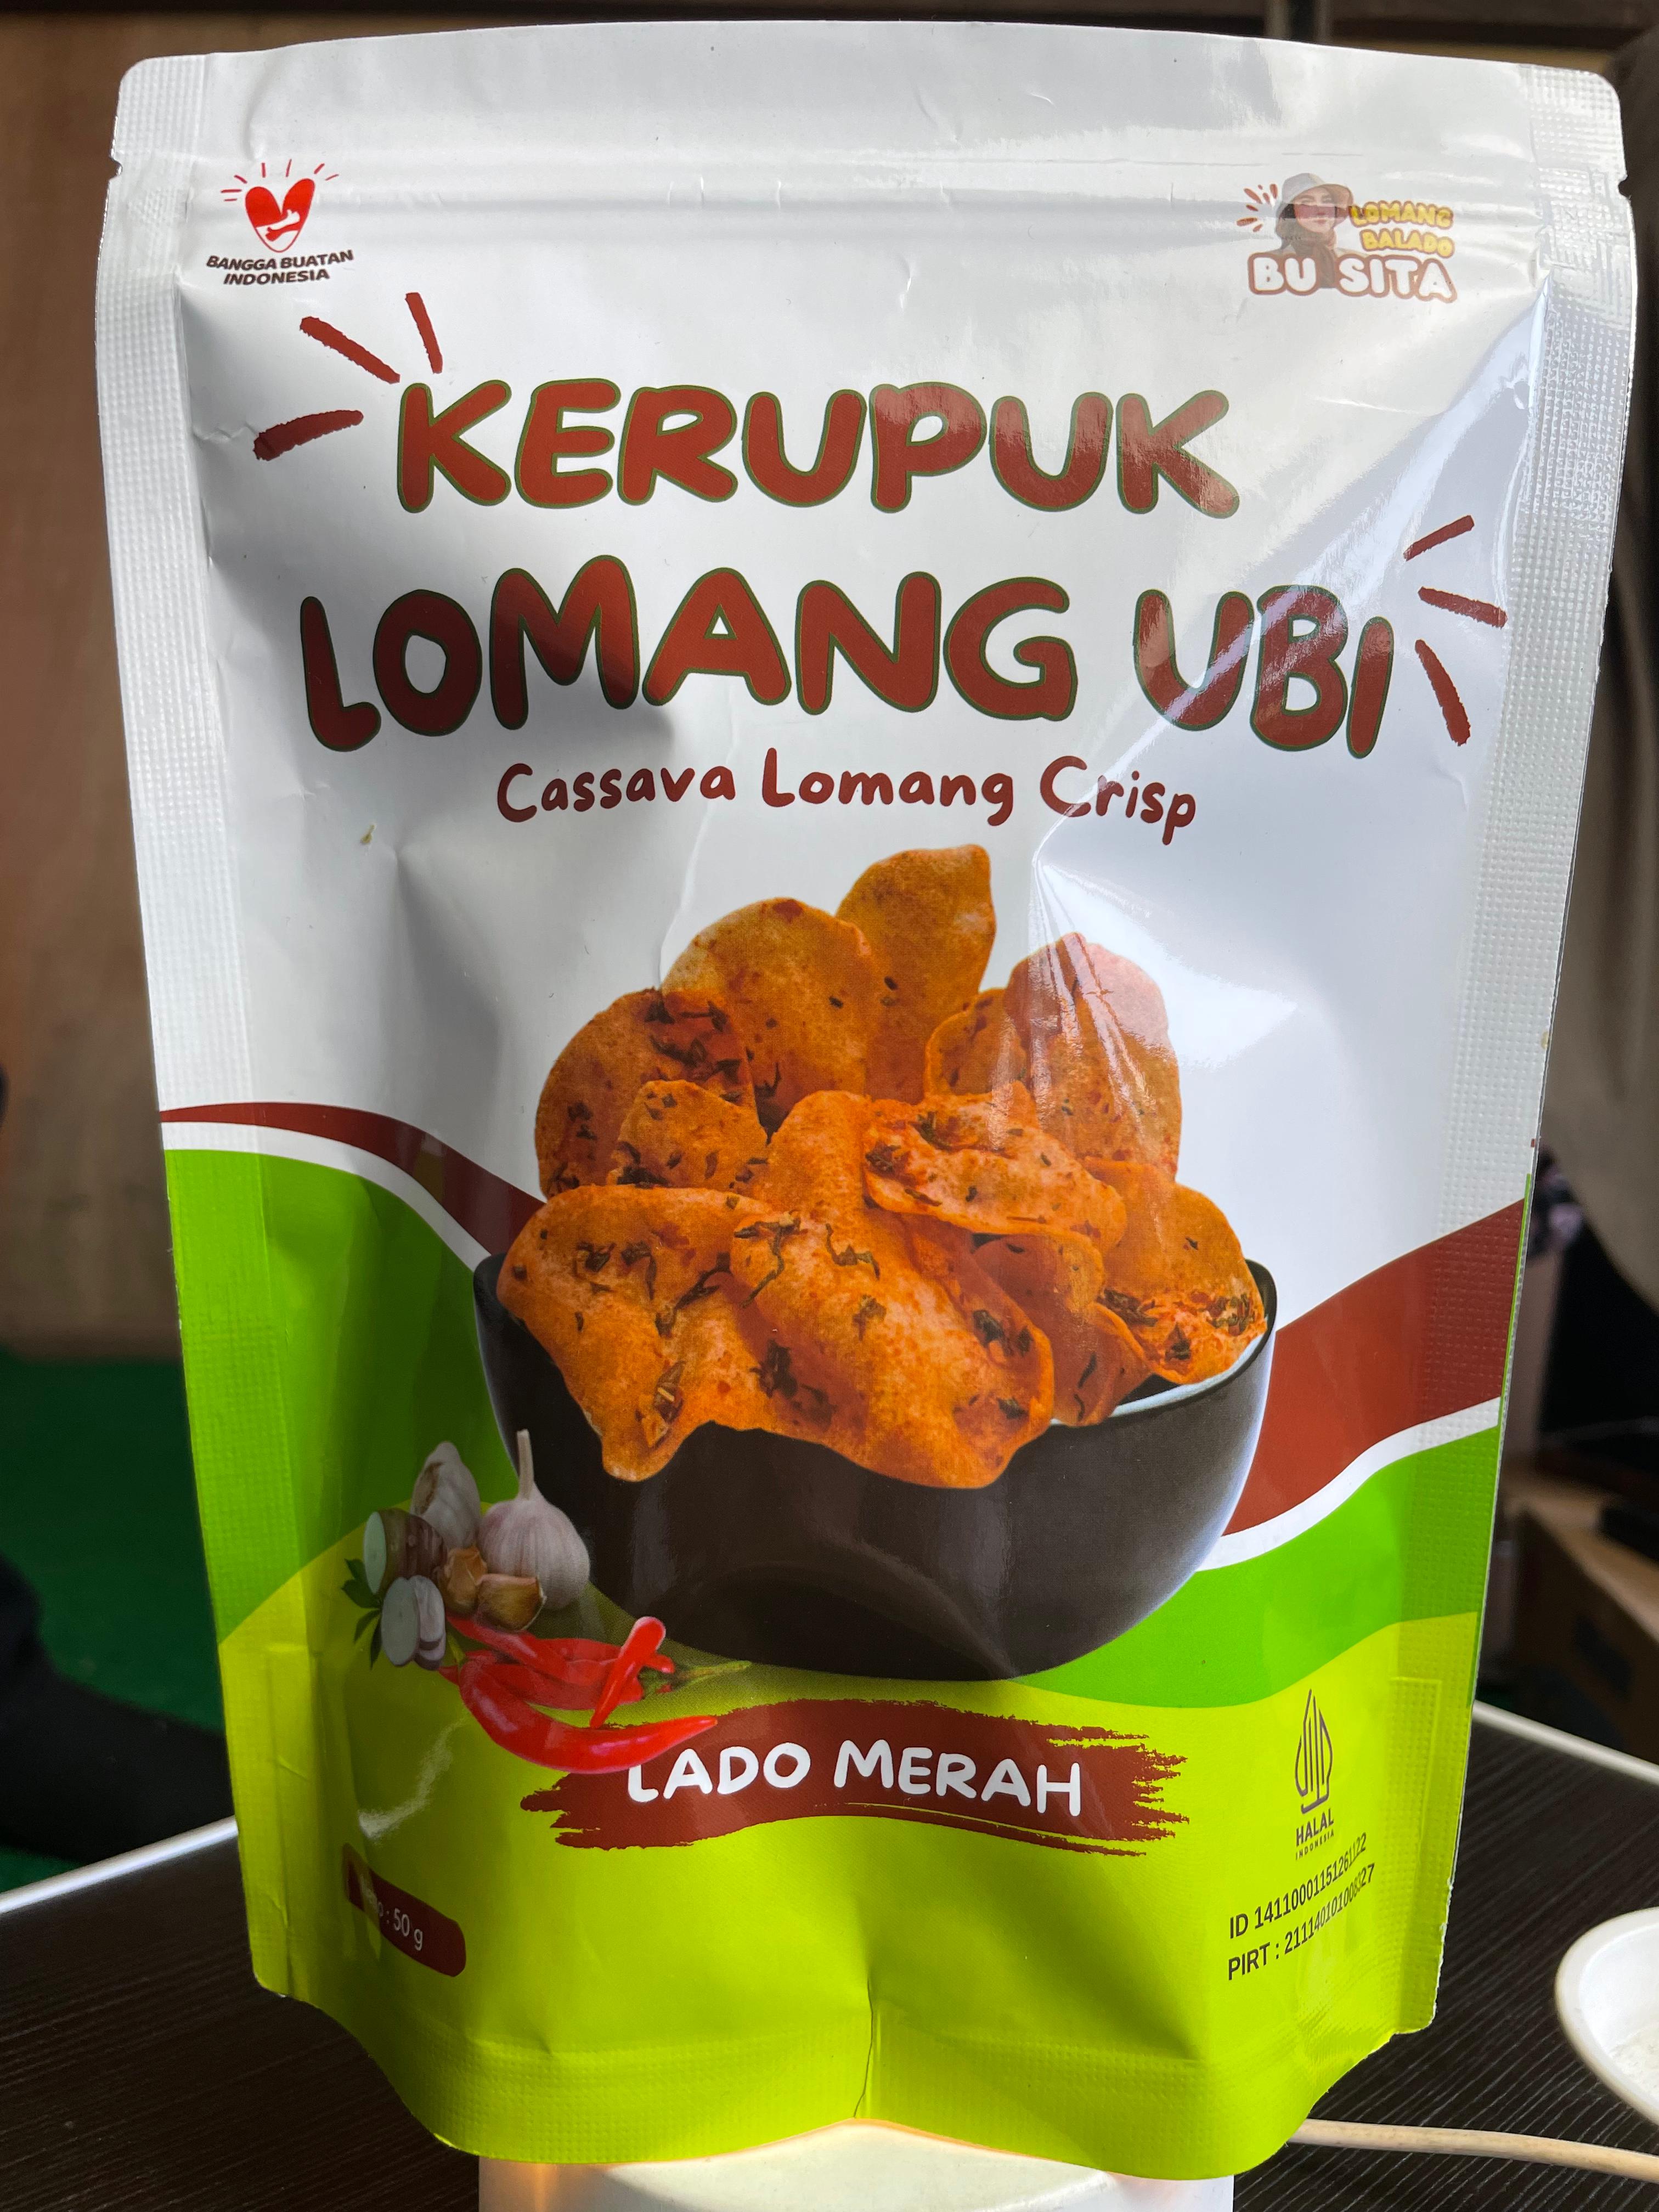 BANGGA BUATAN
INDONESIA
LOMANG
BALADO
BU SITA
KERUPUK
LOMANG UBI
Cassava Lomang Crisp
LADO MERAH
HALAL
INDONESIA
: 50 g
ID 14110001151261122
PIRT :